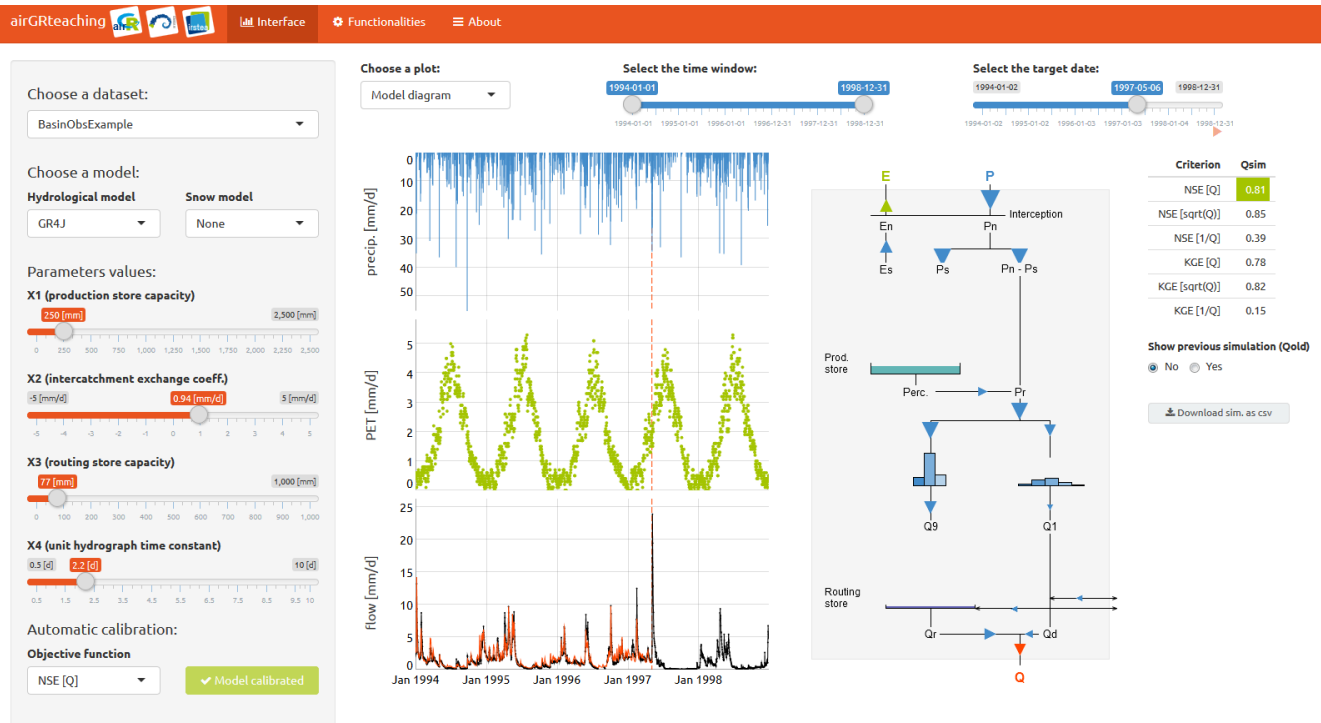 airGRteaching
airGR
irstea
Interface
Functionalities
About
Choose a dataset:
BasinObsExample
Choose a model:
Hydrological model Snow model
GR4J None
Parameters values:
X1 (production store capacity)
250 [mm] 2,500 [mm]
0 250 500 750 1,000 1,250 1,500 1,750 2,000 2,250 2,500
X2 (intercatchment exchange coeff.)
-5 [mm/d] 0.94 [mm/d] 5 [mm/d]
-5 -4 -3 -2 -1 0 1 2 3 4 5
X3 (routing store capacity)
77 [mm] 1,000 [mm]
0 100 200 300 400 500 600 700 800 900 1,000
X4 (unit hydrograph time constant)
0.5 [d] 2.2 [d] 10 [d]
0.5 1.5 2.5 3.5 4.5 5.5 6.5 7.5 8.5 9.5 10
Automatic calibration:
Objective function
NSE [Q] Model calibrated
Choose a plot:
Model diagram
Select the time window:
1994-01-01 1998-12-31
1994-01-01 1995-01-01 1996-01-01 1996-12-31 1997-12-31 1998-12-31
Select the target date:
1994-01-02 1997-05-06 1998-12-31
1994-01-02 1995-01-02 1996-01-03 1997-01-03 1998-01-04 1998-12-31
precip. [mm/d]
0
10
20
30
40
50
PET [mm/d]
5
4
3
2
1
0
flow [mm/d]
25
20
15
10
5
0
Jan 1994 Jan 1995 Jan 1996 Jan 1997 Jan 1998
E P
Interception
En Pn
Es Ps Pn - Ps
Prod.
store
Perc. Pr
Q9 Q1
Routing
store
Qr Qd
Q
Criterion Qsim
NSE [Q] 0.81
NSE [sqrt(Q)] 0.85
NSE [1/Q] 0.39
KGE [Q] 0.78
KGE [sqrt(Q)] 0.82
KGE [1/Q] 0.15
Show previous simulation (Qold)
No Yes
Download sim. as csv